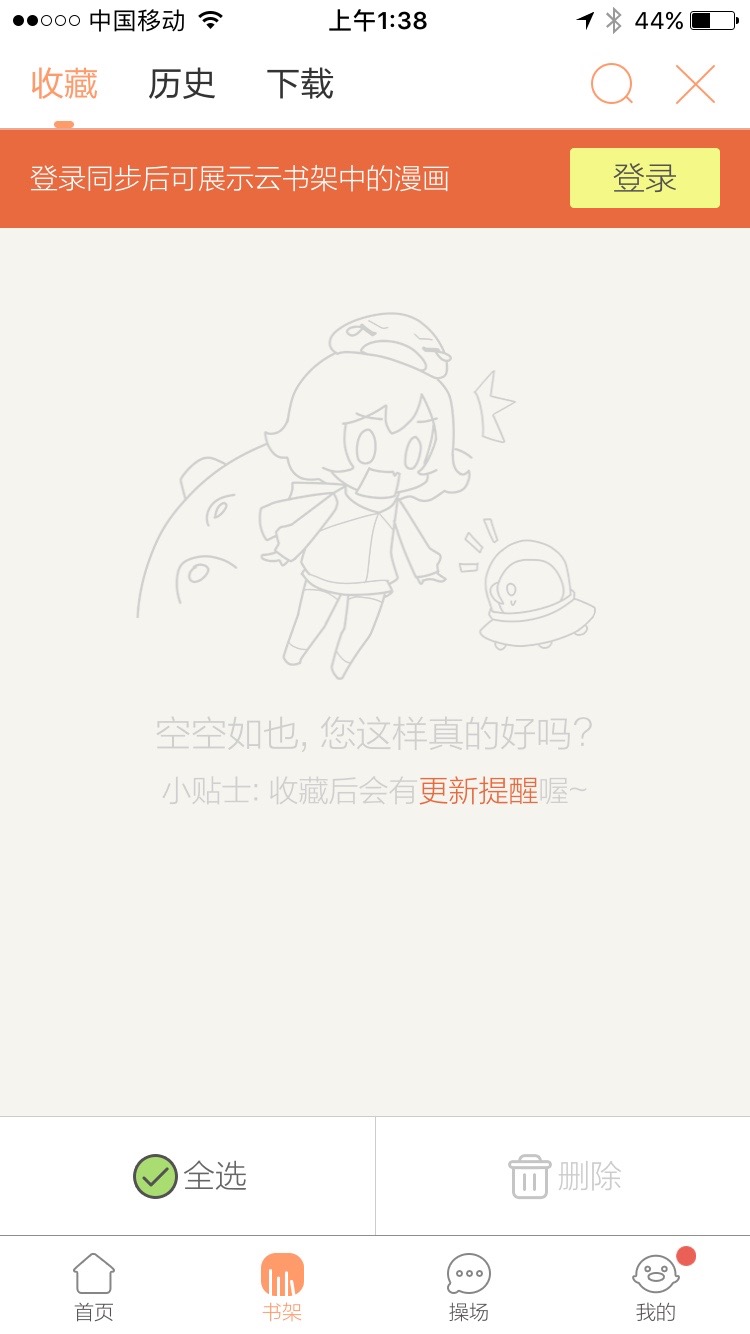 中国移动 上午1:38 44%
收藏 历史 下载
登录同步后可展示云书架中的漫画 登录
空空如也, 您这样真的好吗?
小贴士: 收藏后会有更新提醒喔~
全选 删除
首页 书架 操场 我的